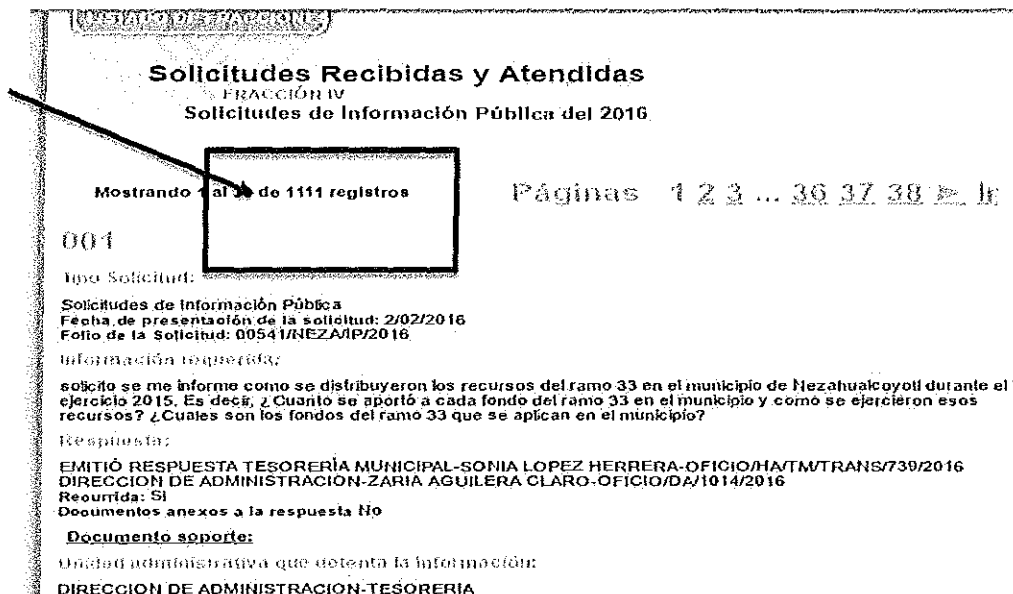 LISTADO DE FRACCIONES
Solicitudes Recibidas y Atendidas
FRACCIÓN IV
Solicitudes de Información Pública del 2016
Mostrando 1 al de 1111 registros
Páginas 1 2 3 ... 36 37 38 ► Ir
001
Tipo Solicitud:
Solicitudes de Información Pública
Fecha de presentación de la solicitud: 2/02/2016
Folio de la Solicitud: 00541/NEZA/IP/2016
Información requerida:
solicito se me informe como se distribuyeron los recursos del ramo 33 en el municipio de Nezahualcoyotl durante el
ejercicio 2015. Es decir, ¿Cuanto se aportó a cada fondo del ramo 33 en el municipio y como se ejercieron esos
recursos? ¿Cuales son los fondos del ramo 33 que se aplican en el municipio?
Respuesta:
EMITIÓ RESPUESTA TESORERÍA MUNICIPAL-SONIA LOPEZ HERRERA-OFICIO/HA/TM/TRANS/739/2016
DIRECCION DE ADMINISTRACIÓN-ZARIA AGUILERA CLARO-OFICIO/DA/1014/2016
Recurrida: SI
Documentos anexos a la respuesta No
Documento soporte:
Unidad administrativa que detenta la información:
DIRECCION DE ADMINISTRACION-TESORERIA